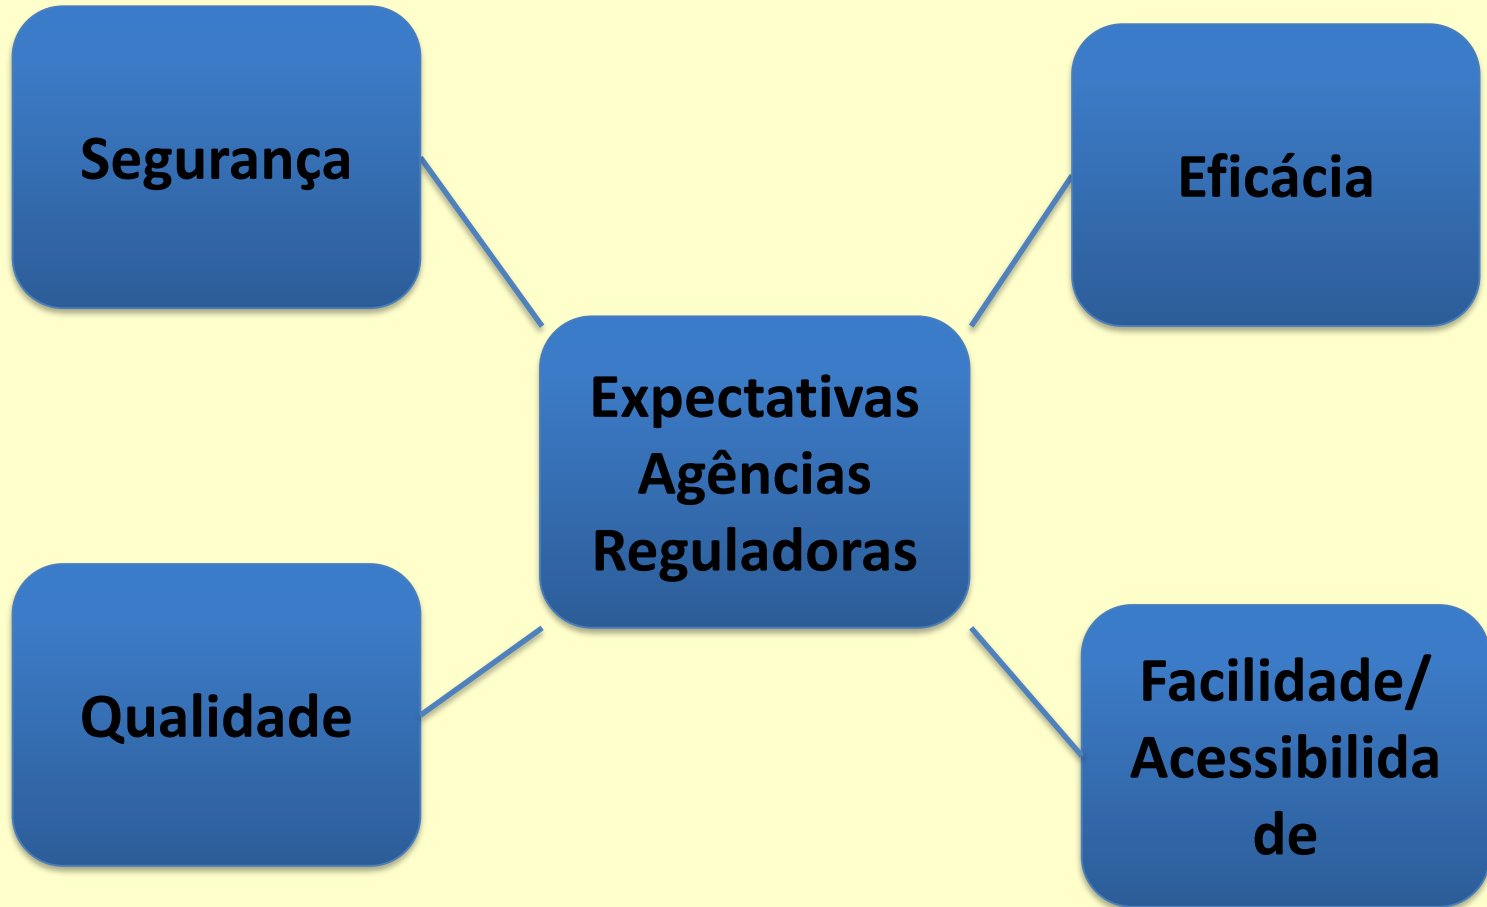 Segurança
Eficácia
Expectativas
Agências
Reguladoras
Qualidade
Facilidade/
Acessibilida
de